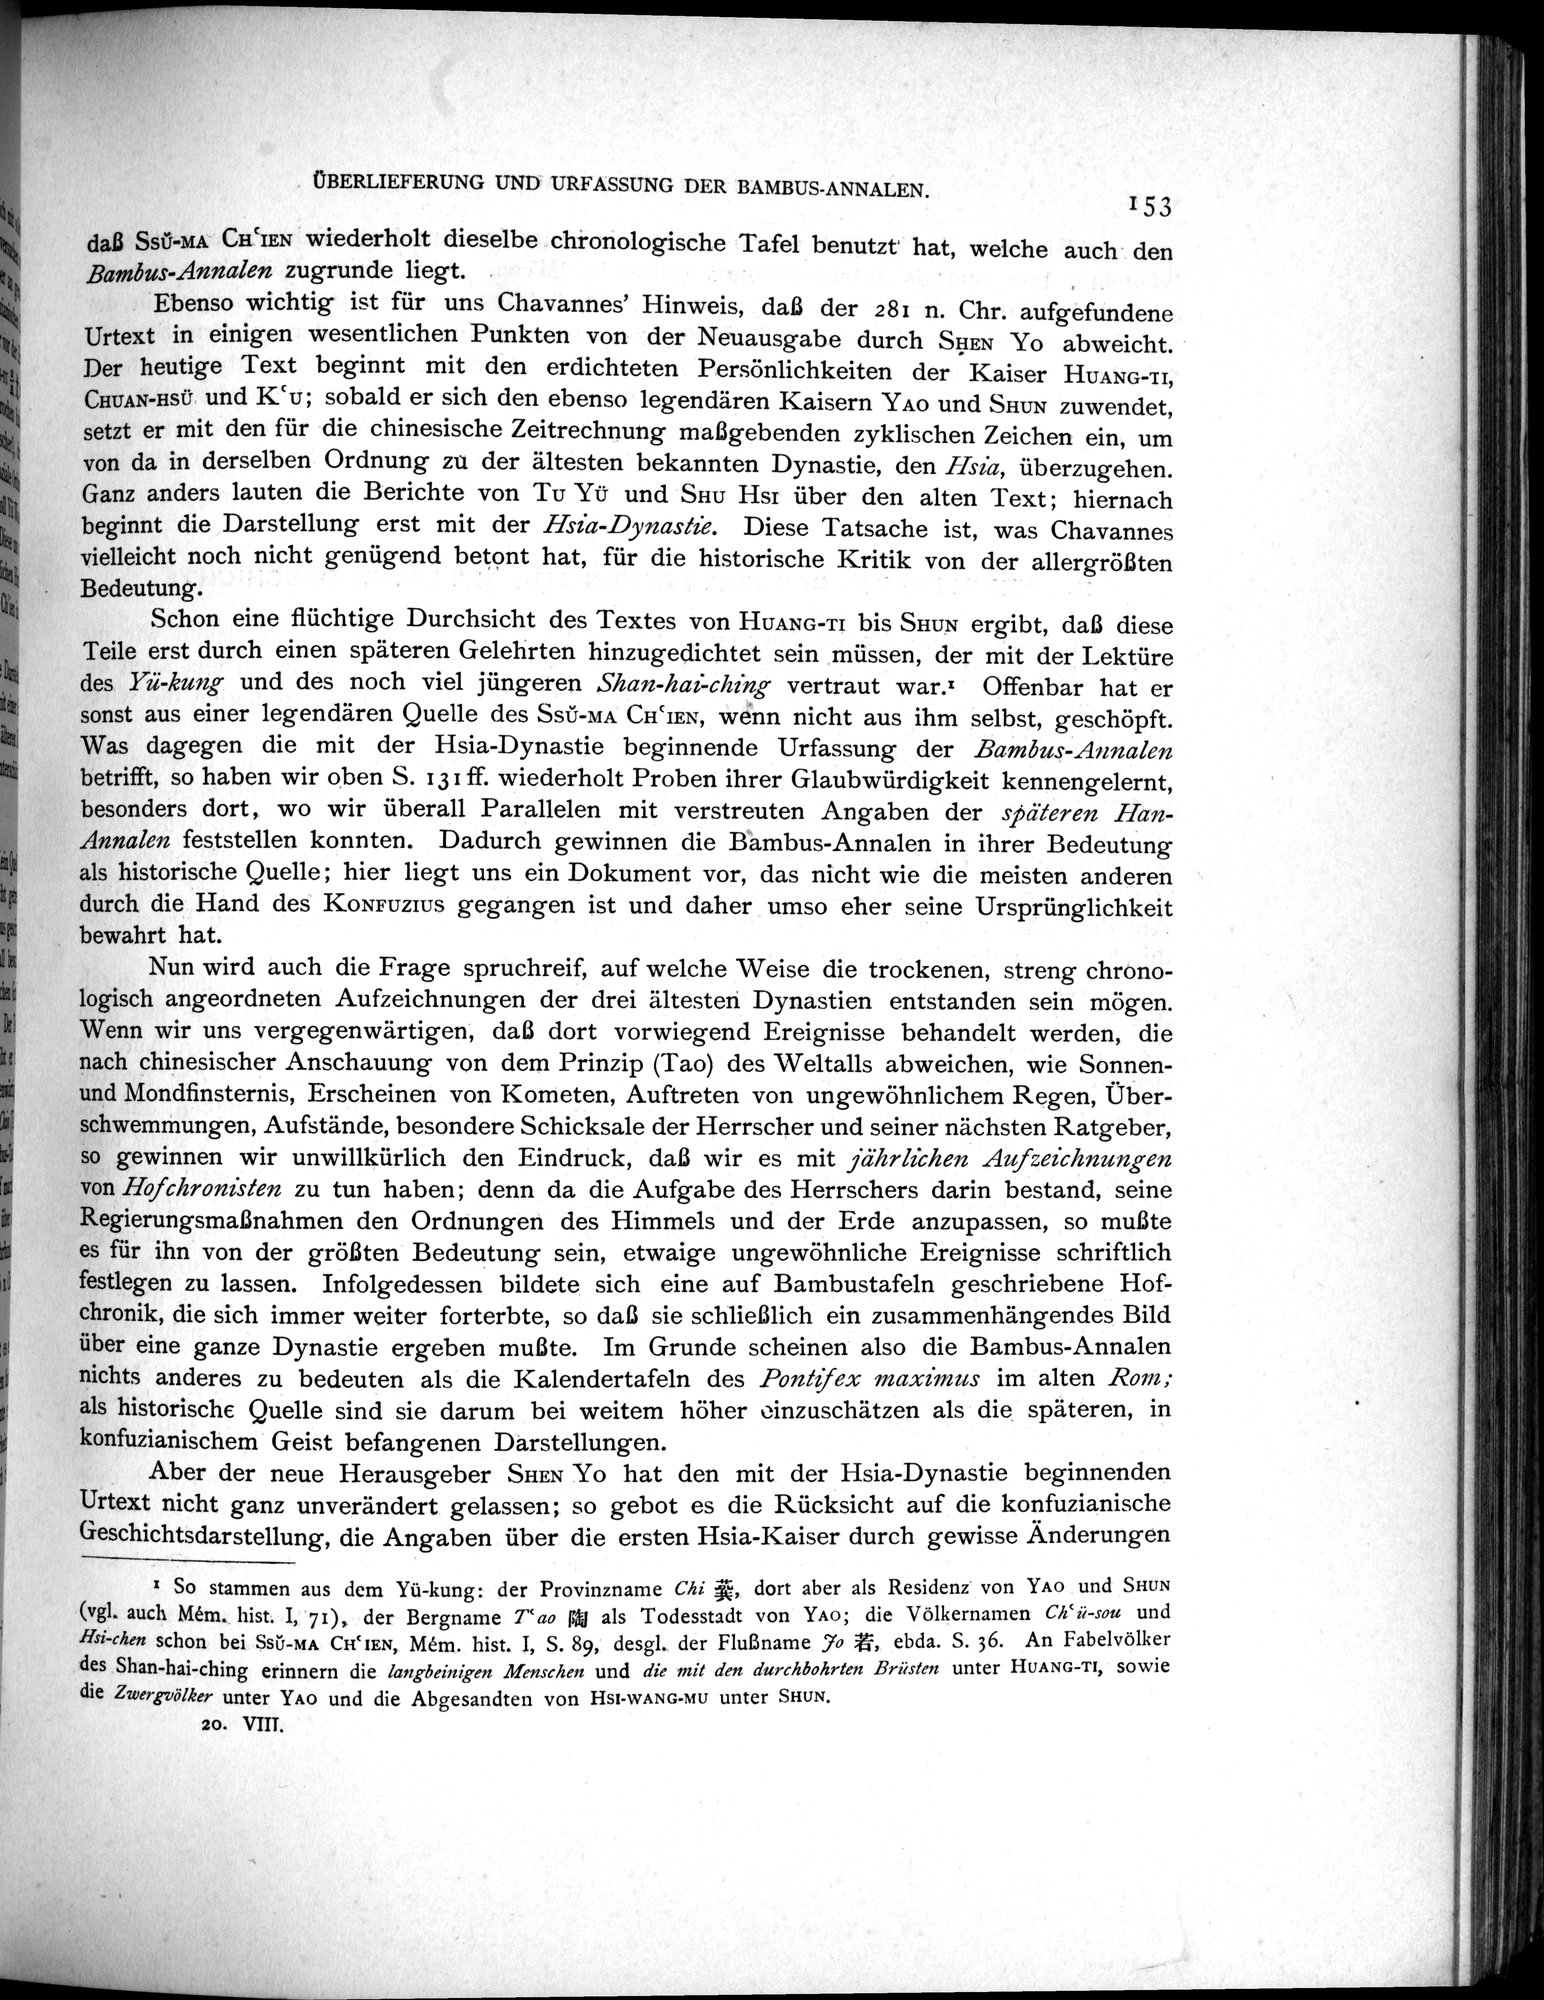 ÜBERLIEFERUNG UND URFASSUNG DER BAMBUS-ANNALEN.
153
daß Ssŭ-ma Chʿien wiederholt dieselbe chronologische Tafel benutzt hat, welche auch den
Bambus-Annalen zugrunde liegt.
Ebenso wichtig ist für uns Chavannes’ Hinweis, daß der 281 n. Chr. aufgefundene
Urtext in einigen wesentlichen Punkten von der Neuausgabe durch Shen Yo abweicht.
Der heutige Text beginnt mit den erdichteten Persönlichkeiten der Kaiser Huang-ti,
Chuan-hsü und Kʿu; sobald er sich den ebenso legendären Kaisern Yao und Shun zuwendet,
setzt er mit den für die chinesische Zeitrechnung maßgebenden zyklischen Zeichen ein, um
von da in derselben Ordnung zu der ältesten bekannten Dynastie, den Hsia, überzugehen.
Ganz anders lauten die Berichte von Tu Yü und Shu Hsi über den alten Text; hiernach
beginnt die Darstellung erst mit der Hsia-Dynastie. Diese Tatsache ist, was Chavannes
vielleicht noch nicht genügend betont hat, für die historische Kritik von der allergrößten
Bedeutung.
Schon eine flüchtige Durchsicht des Textes von Huang-ti bis Shun ergibt, daß diese
Teile erst durch einen späteren Gelehrten hinzugedichtet sein müssen, der mit der Lektüre
des Yü-kung und des noch viel jüngeren Shan-hai-ching vertraut war.¹ Offenbar hat er
sonst aus einer legendären Quelle des Ssŭ-ma Chʿien, wenn nicht aus ihm selbst, geschöpft.
Was dagegen die mit der Hsia-Dynastie beginnende Urfassung der Bambus-Annalen
betrifft, so haben wir oben S. 131 ff. wiederholt Proben ihrer Glaubwürdigkeit kennengelernt,
besonders dort, wo wir überall Parallelen mit verstreuten Angaben der späteren Han-
Annalen feststellen konnten. Dadurch gewinnen die Bambus-Annalen in ihrer Bedeutung
als historische Quelle; hier liegt uns ein Dokument vor, das nicht wie die meisten anderen
durch die Hand des Konfuzius gegangen ist und daher umso eher seine Ursprünglichkeit
bewahrt hat.
Nun wird auch die Frage spruchreif, auf welche Weise die trockenen, streng chrono-
logisch angeordneten Aufzeichnungen der drei ältesten Dynastien entstanden sein mögen.
Wenn wir uns vergegenwärtigen, daß dort vorwiegend Ereignisse behandelt werden, die
nach chinesischer Anschauung von dem Prinzip (Tao) des Weltalls abweichen, wie Sonnen-
und Mondfinsternis, Erscheinen von Kometen, Auftreten von ungewöhnlichem Regen, Über-
schwemmungen, Aufstände, besondere Schicksale der Herrscher und seiner nächsten Ratgeber,
so gewinnen wir unwillkürlich den Eindruck, daß wir es mit jährlichen Aufzeichnungen
von Hofchronisten zu tun haben; denn da die Aufgabe des Herrschers darin bestand, seine
Regierungsmaßnahmen den Ordnungen des Himmels und der Erde anzupassen, so mußte
es für ihn von der größten Bedeutung sein, etwaige ungewöhnliche Ereignisse schriftlich
festlegen zu lassen. Infolgedessen bildete sich eine auf Bambustafeln geschriebene Hof-
chronik, die sich immer weiter forterbte, so daß sie schließlich ein zusammenhängendes Bild
über eine ganze Dynastie ergeben mußte. Im Grunde scheinen also die Bambus-Annalen
nichts anderes zu bedeuten als die Kalendertafeln des Pontifex maximus im alten Rom;
als historische Quelle sind sie darum bei weitem höher einzuschätzen als die späteren, in
konfuzianischem Geist befangenen Darstellungen.
Aber der neue Herausgeber Shen Yo hat den mit der Hsia-Dynastie beginnenden
Urtext nicht ganz unverändert gelassen; so gebot es die Rücksicht auf die konfuzianische
Geschichtsdarstellung, die Angaben über die ersten Hsia-Kaiser durch gewisse Änderungen
¹ So stammen aus dem Yü-kung: der Provinzname Chi 冀, dort aber als Residenz von Yao und Shun
(vgl. auch Mém. hist. I, 71), der Bergname Tʿao 陶 als Todesstadt von Yao; die Völkernamen Chʿü-sou und
Hsi-chen schon bei Ssŭ-ma Chʿien, Mém. hist. I, S. 89, desgl. der Flußname Jo 若, ebda. S. 36. An Fabelvölker
des Shan-hai-ching erinnern die langbeinigen Menschen und die mit den durchbohrten Brüsten unter Huang-ti, sowie
die Zwergvölker unter Yao und die Abgesandten von Hsi-wang-mu unter Shun.
20. VIII.